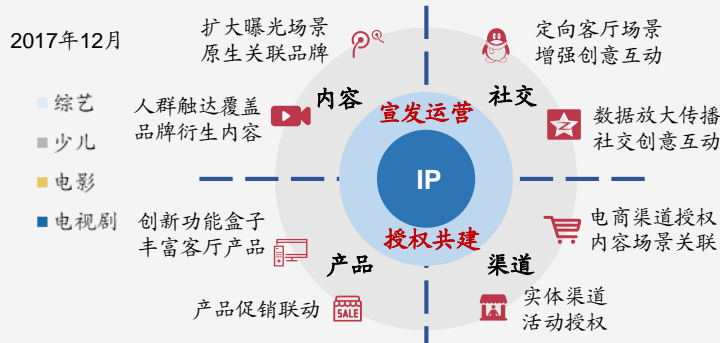 2017年12月
综艺
少儿
电影
电视剧
扩大曝光场景
原生关联品牌
人群触达覆盖
品牌衍生内容
内容
定向客厅场景
增强创意互动
社交
数据放大传播
社交创意互动
宣发运营
IP
授权共建
创新功能盒子
丰富客厅产品
产品
产品促销联动
SALE
电商渠道授权
内容场景关联
渠道
实体渠道
活动授权